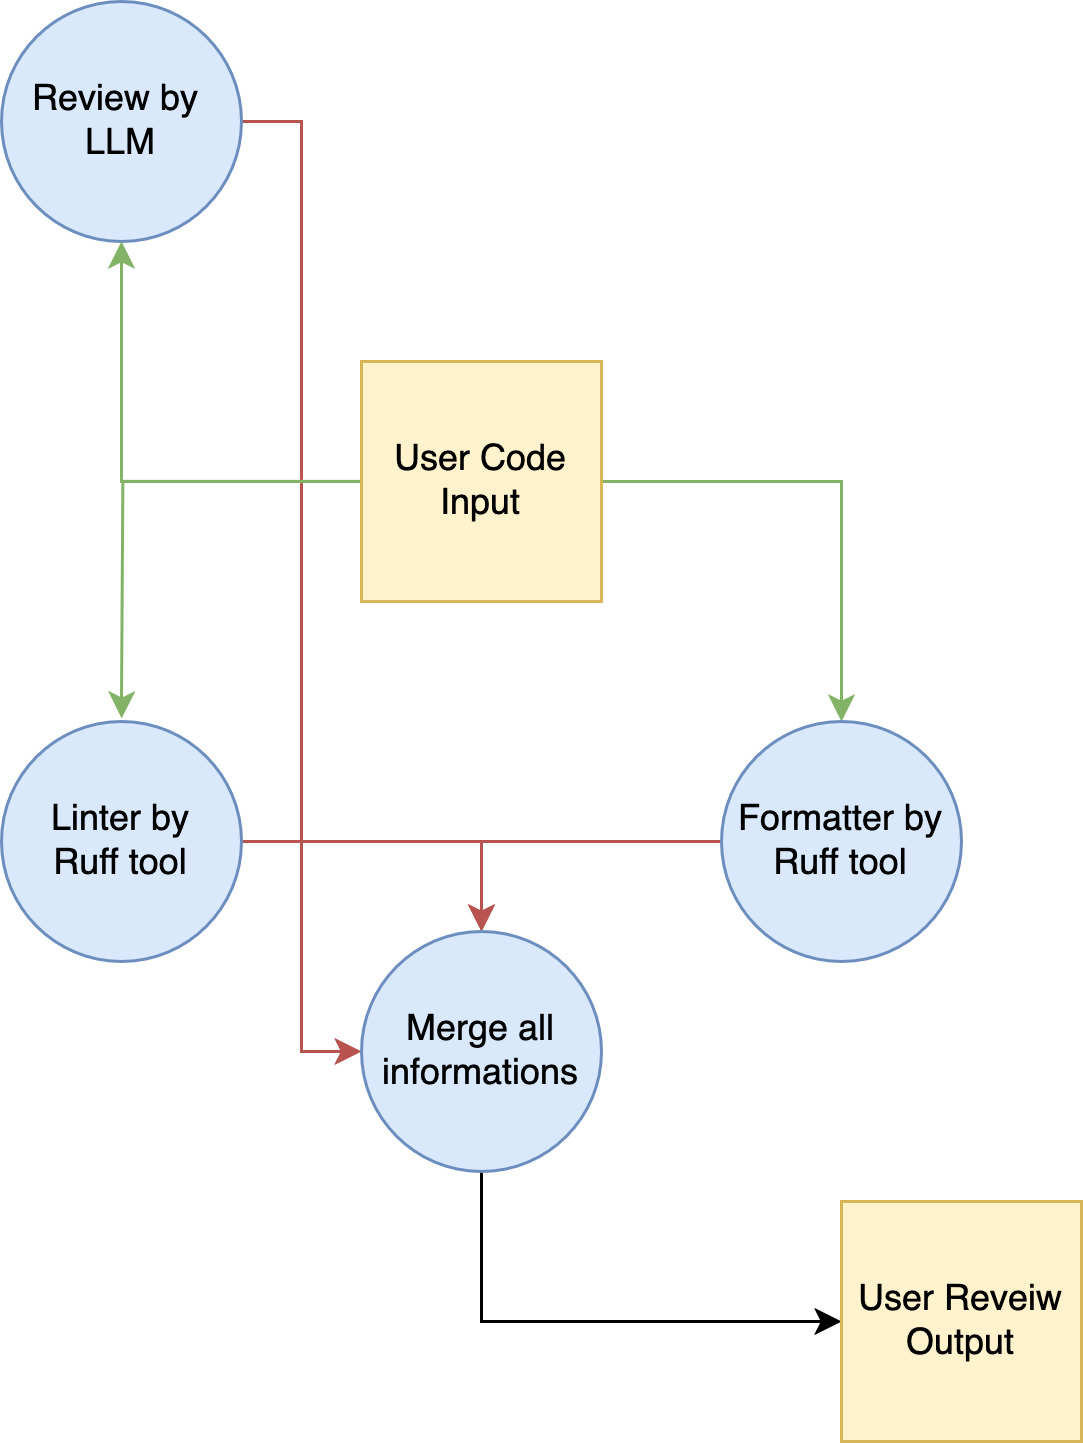 Review by
LLM
User Code
Input
Linter by
Ruff tool
Formatter by
Ruff tool
Merge all
informations
User Reveiw
Output